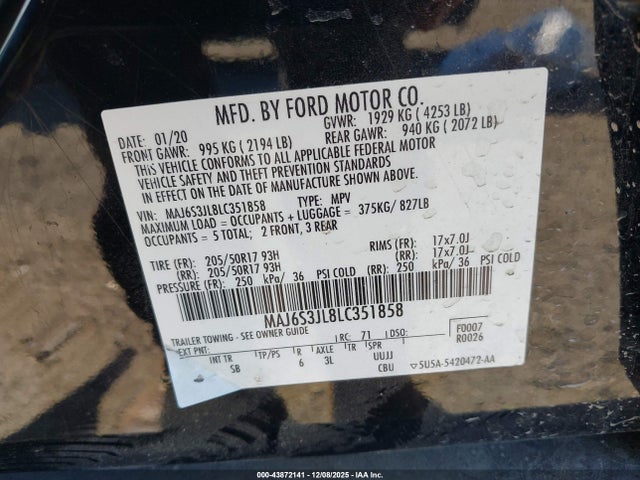 MFD. BY FORD MOTOR CO.
DATE: 01/20 GVWR: 1929 KG ( 4253 LB)
FRONT GAWR: 995 KG ( 2194 LB) REAR GAWR: 940 KG ( 2072 LB)
THIS VEHICLE CONFORMS TO ALL APPLICABLE FEDERAL MOTOR
VEHICLE SAFETY AND THEFT PREVENTION STANDARDS
IN EFFECT ON THE DATE OF MANUFACTURE SHOWN ABOVE.
VIN: MAJ6S3JL8LC351858 TYPE: MPV
MAXIMUM LOAD = OCCUPANTS + LUGGAGE = 375KG/ 827LB
OCCUPANTS = 5 TOTAL; 2 FRONT, 3 REAR
TIRE (FR): 205/50R17 93H RIMS (FR): 17x7.0J
(RR): 205/50R17 93H (RR): 17x7.0J
PRESSURE (FR): 250 kPa/ 36 PSI COLD (RR): 250 kPa/ 36 PSI COLD
MAJ6S3JL8LC351858
TRAILER TOWING - SEE OWNER GUIDE
EXT PNT: RC: 71 DSO: F0007
INT TR TP/PS R AXLE TR SPR R0026
SB 6 3L UUJJ
CBU 5U5A-5420472-AA
000-43872141 - 12/08/2025 - IAA Inc.